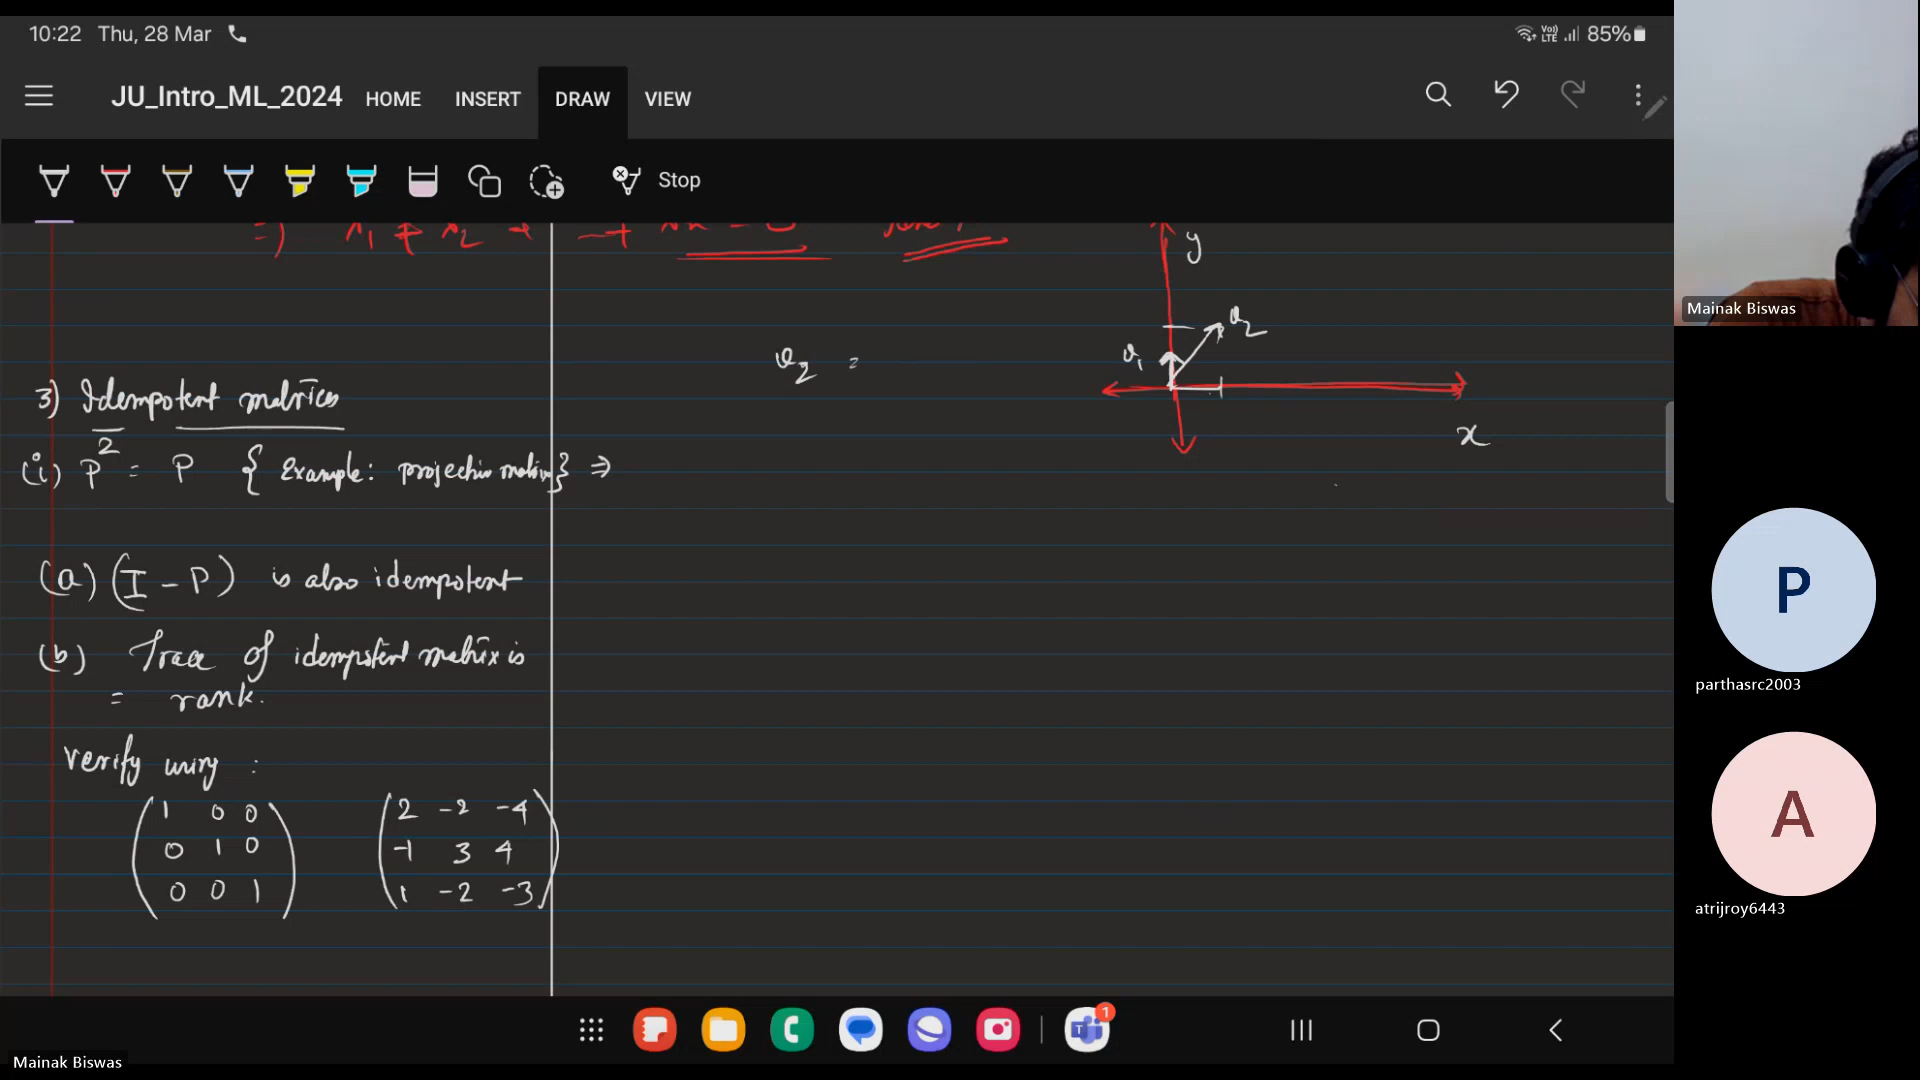 10:22 Thu, 28 Mar
Vo) LTE 85%
JU_Intro_ML_2024 HOME INSERT DRAW VIEW
Stop
y
v1
v2
v2 =
x
3) Idempotent matrices
(i) P² = P { Example: projection matrix } ⇒
(a) (I - P) is also idempotent
(b) Trace of idempotent matrix is
= rank.
Verify using :
1 0 0 2 -2 -4
0 1 0 -1 3 4
0 0 1 1 -2 -3
Mainak Biswas
P
parthasrc2003
A
atrijroy6443
1
Mainak Biswas